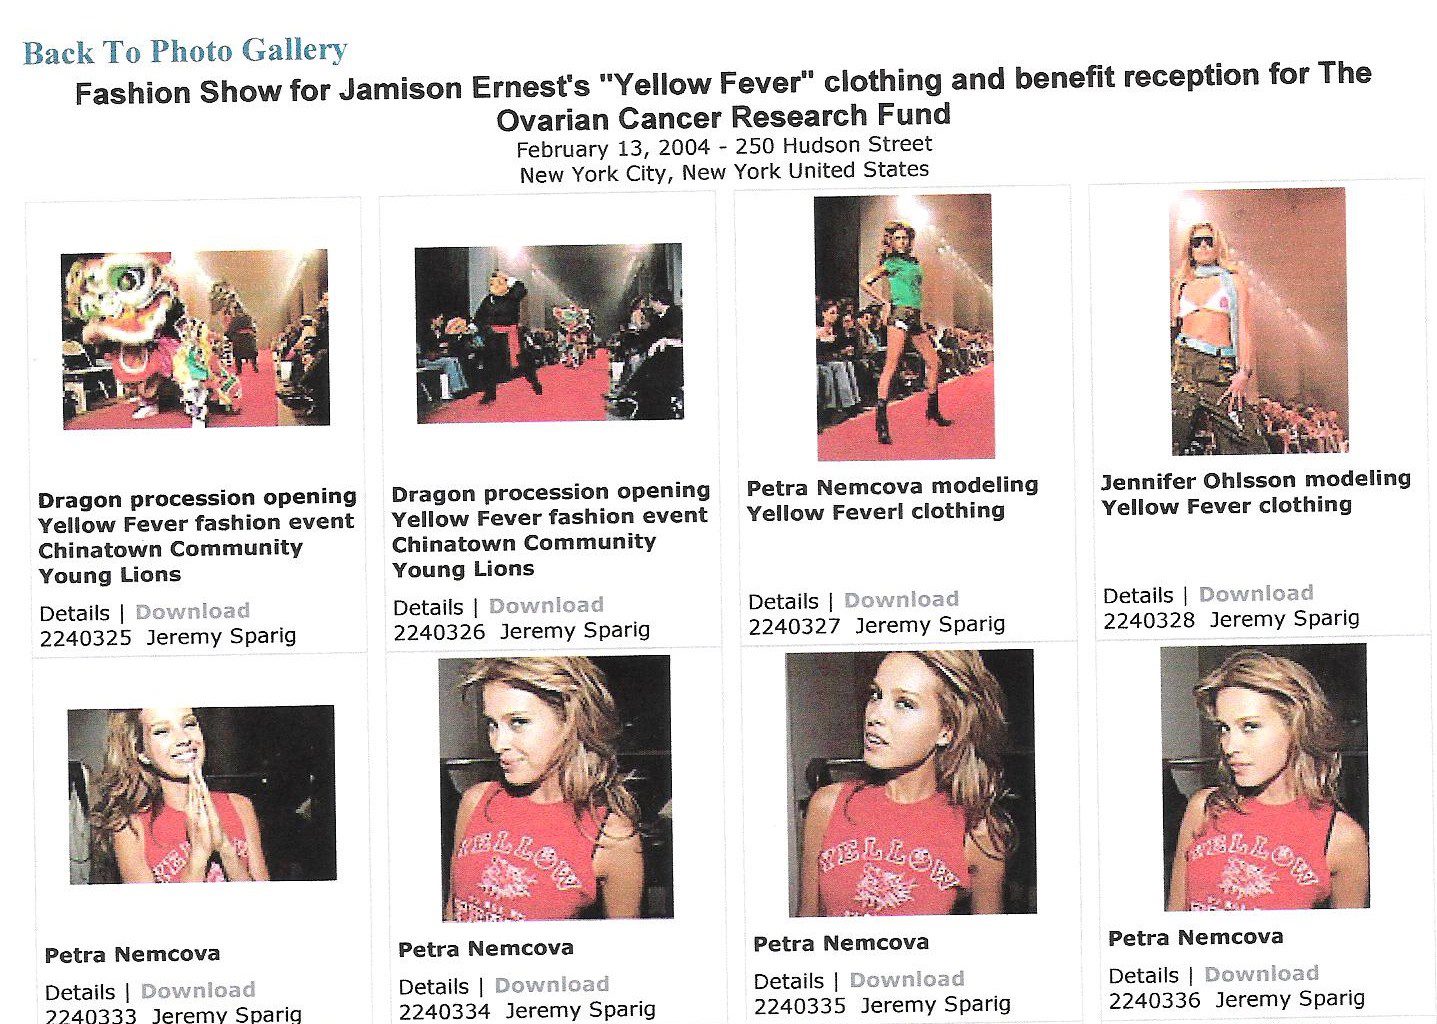 Back To Photo Gallery
Fashion Show for Jamison Ernest's "Yellow Fever" clothing and benefit reception for The
Ovarian Cancer Research Fund
February 13, 2004 - 250 Hudson Street
New York City, New York United States
Dragon procession opening
Yellow Fever fashion event
Chinatown Community
Young Lions
Details | Download
2240325 Jeremy Sparig
Dragon procession opening
Yellow Fever fashion event
Chinatown Community
Young Lions
Details | Download
2240326 Jeremy Sparig
Petra Nemcova modeling
Yellow Feverl clothing
Details | Download
2240327 Jeremy Sparig
Jennifer Ohlsson modeling
Yellow Fever clothing
Details | Download
2240328 Jeremy Sparig
YE
Petra Nemcova
Details | Download
2240333 Jeremy Sparig
YELLOW
Petra Nemcova
Details | Download
2240334 Jeremy Sparig
YELLOW
Petra Nemcova
Details | Download
2240335 Jeremy Sparig
YELLOW
Petra Nemcova
Details | Download
2240336 Jeremy Sparig